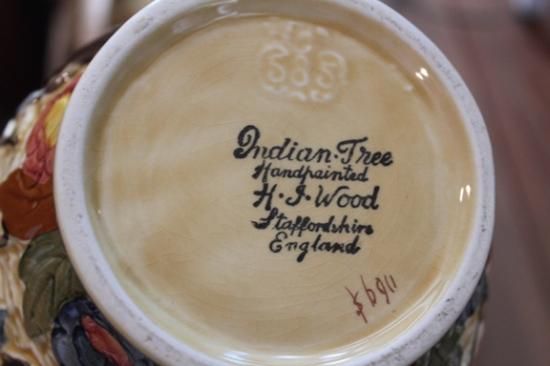 Indian·Tree
Handpainted
H·J·Wood
Staffordshire
England